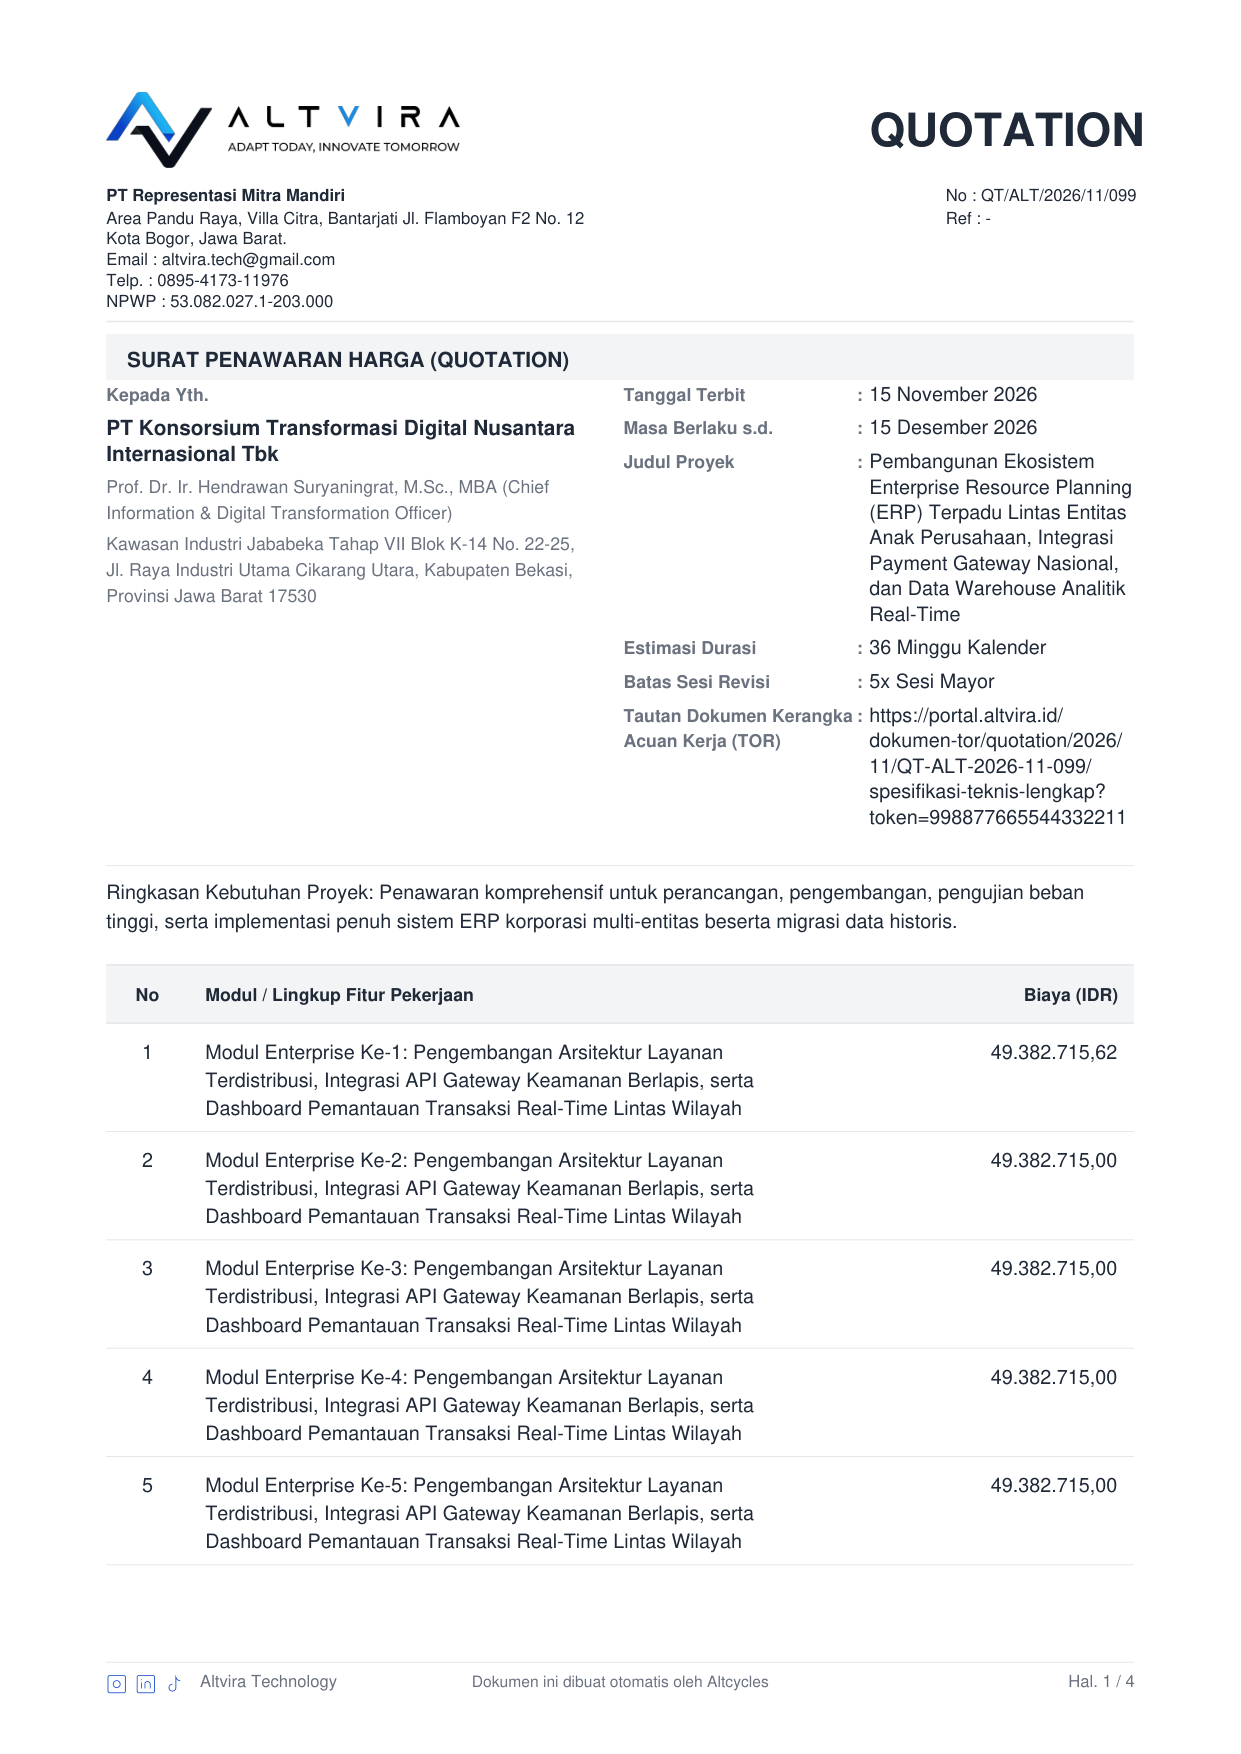 ALTVIRA
ADAPT TODAY, INNOVATE TOMORROW
QUOTATION
PT Representasi Mitra Mandiri
Area Pandu Raya, Villa Citra, Bantarjati Jl. Flamboyan F2 No. 12
Kota Bogor, Jawa Barat.
Email : altvira.tech@gmail.com
Telp. : 0895-4173-11976
NPWP : 53.082.027.1-203.000
No : QT/ALT/2026/11/099
Ref : -
SURAT PENAWARAN HARGA (QUOTATION)
Kepada Yth.
PT Konsorsium Transformasi Digital Nusantara
Internasional Tbk
Prof. Dr. Ir. Hendrawan Suryaningrat, M.Sc., MBA (Chief
Information & Digital Transformation Officer)
Kawasan Industri Jababeka Tahap VII Blok K-14 No. 22-25,
Jl. Raya Industri Utama Cikarang Utara, Kabupaten Bekasi,
Provinsi Jawa Barat 17530
Tanggal Terbit : 15 November 2026
Masa Berlaku s.d. : 15 Desember 2026
Judul Proyek : Pembangunan Ekosistem
Enterprise Resource Planning
(ERP) Terpadu Lintas Entitas
Anak Perusahaan, Integrasi
Payment Gateway Nasional,
dan Data Warehouse Analitik
Real-Time
Estimasi Durasi : 36 Minggu Kalender
Batas Sesi Revisi : 5x Sesi Mayor
Tautan Dokumen Kerangka : https://portal.altvira.id/
Acuan Kerja (TOR) dokumen-tor/quotation/2026/
11/QT-ALT-2026-11-099/
spesifikasi-teknis-lengkap?
token=998877665544332211
Ringkasan Kebutuhan Proyek: Penawaran komprehensif untuk perancangan, pengembangan, pengujian beban
tinggi, serta implementasi penuh sistem ERP korporasi multi-entitas beserta migrasi data historis.
No Modul / Lingkup Fitur Pekerjaan Biaya (IDR)
1 Modul Enterprise Ke-1: Pengembangan Arsitektur Layanan 49.382.715,62
Terdistribusi, Integrasi API Gateway Keamanan Berlapis, serta
Dashboard Pemantauan Transaksi Real-Time Lintas Wilayah
2 Modul Enterprise Ke-2: Pengembangan Arsitektur Layanan 49.382.715,00
Terdistribusi, Integrasi API Gateway Keamanan Berlapis, serta
Dashboard Pemantauan Transaksi Real-Time Lintas Wilayah
3 Modul Enterprise Ke-3: Pengembangan Arsitektur Layanan 49.382.715,00
Terdistribusi, Integrasi API Gateway Keamanan Berlapis, serta
Dashboard Pemantauan Transaksi Real-Time Lintas Wilayah
4 Modul Enterprise Ke-4: Pengembangan Arsitektur Layanan 49.382.715,00
Terdistribusi, Integrasi API Gateway Keamanan Berlapis, serta
Dashboard Pemantauan Transaksi Real-Time Lintas Wilayah
5 Modul Enterprise Ke-5: Pengembangan Arsitektur Layanan 49.382.715,00
Terdistribusi, Integrasi API Gateway Keamanan Berlapis, serta
Dashboard Pemantauan Transaksi Real-Time Lintas Wilayah
Altvira Technology Dokumen ini dibuat otomatis oleh Altcycles Hal. 1 / 4